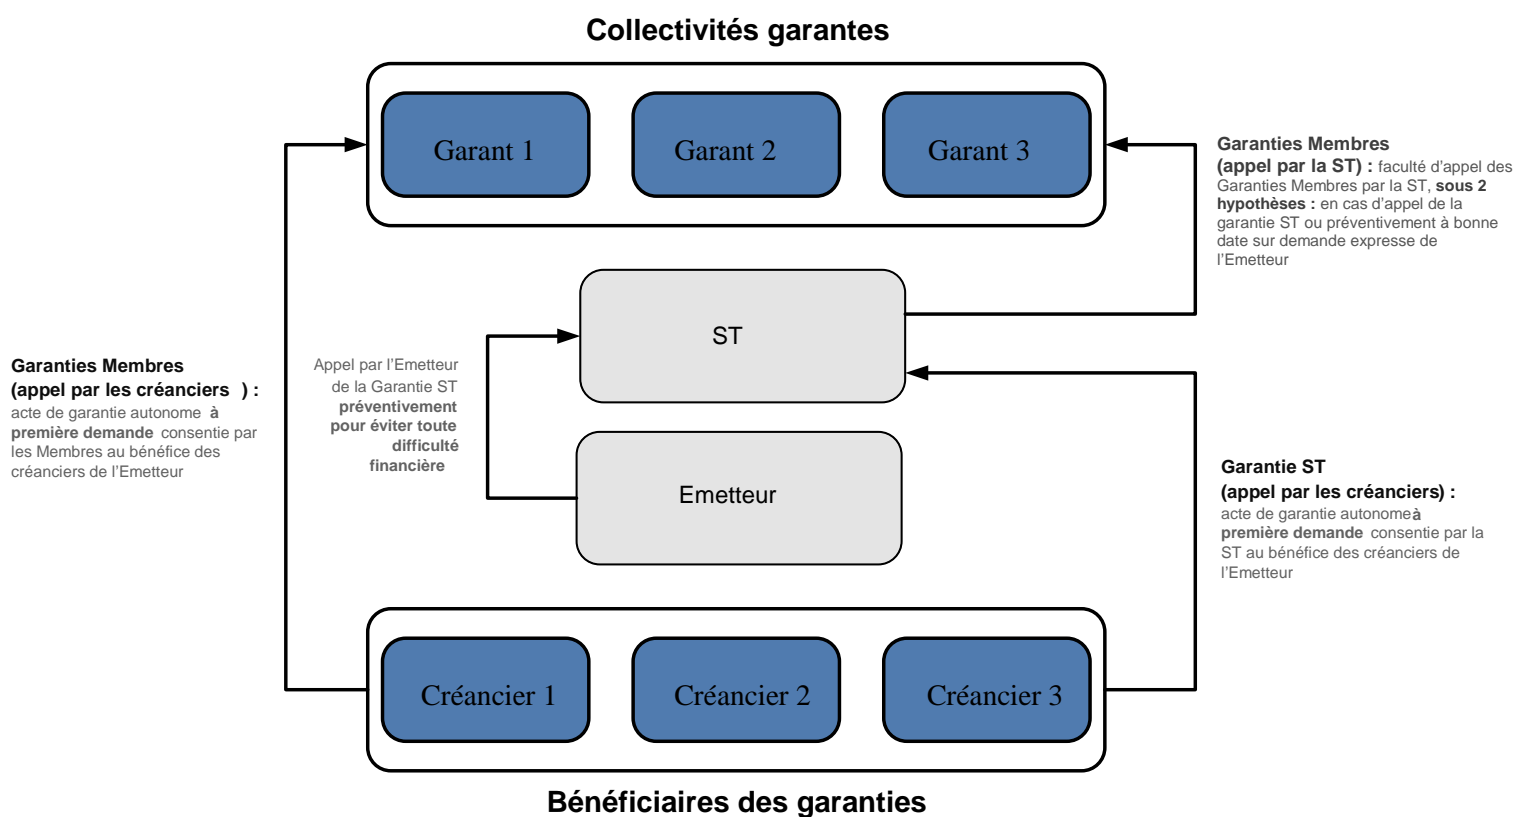 Collectivités garantes
Garant 1
Garant 2
Garant 3
Garanties Membres
(appel par la ST) : faculté d'appel des
Garanties Membres par la ST, sous 2
hypothèses : en cas d'appel de la
garantie ST ou préventivement à bonne
date sur demande expresse de
l'Emetteur
ST
Garanties Membres
(appel par les créanciers ) :
acte de garantie autonome à
première demande consentie par
les Membres au bénéfice des
créanciers de l'Emetteur
Appel par l'Emetteur
de la Garantie ST
préventivement
pour éviter toute
difficulté
financière
Emetteur
Garantie ST
(appel par les créanciers) :
acte de garantie autonome à
première demande consentie par la
ST au bénéfice des créanciers de
l'Emetteur
Créancier 1
Créancier 2
Créancier 3
Bénéficiaires des garanties